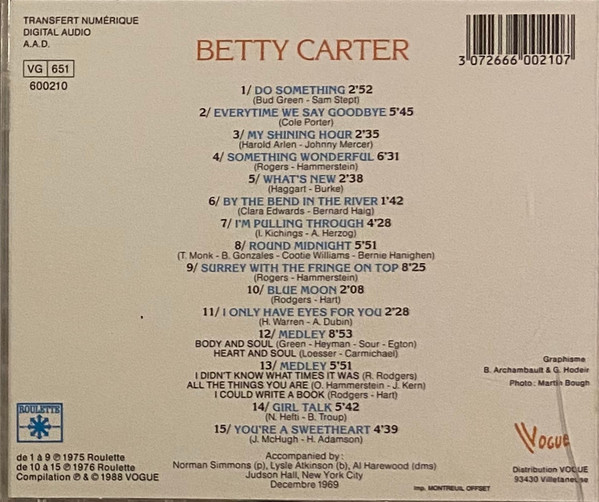 TRANSFERT NUMÉRIQUE
DIGITAL AUDIO
A.A.D.
VG 651
600210
BETTY CARTER
3 072666 002107
1/ DO SOMETHING 2'52
(Bud Green - Sam Stept)
2/ EVERYTIME WE SAY GOODBYE 5'45
(Cole Porter)
3/ MY SHINING HOUR 2'35
(Harold Arlen - Johnny Mercer)
4/ SOMETHING WONDERFUL 6'31
(Rogers - Hammerstein)
5/ WHAT'S NEW 2'38
(Haggart - Burke)
6/ BY THE BEND IN THE RIVER 1'42
(Clara Edwards - Bernard Haig)
7/ I'M PULLING THROUGH 4'28
(I. Kichings - A. Herzog)
8/ ROUND MIDNIGHT 5'51
(T. Monk - B. Gonzales - Cootie Williams - Bernie Hanighen)
9/ SURREY WITH THE FRINGE ON TOP 8'25
(Rogers - Hammerstein)
10/ BLUE MOON 2'08
(Rodgers - Hart)
11/ I ONLY HAVE EYES FOR YOU 2'28
(H. Warren - A. Dubin)
12/ MEDLEY 8'53
BODY AND SOUL (Green - Heyman - Sour - Egton)
HEART AND SOUL (Loesser - Carmichael)
13/ MEDLEY 5'51
I DIDN'T KNOW WHAT TIMES IT WAS (R. Rodgers)
ALL THE THINGS YOU ARE (O. Hammerstein - J. Kern)
I COULD WRITE A BOOK (Rodgers - Hart)
14/ GIRL TALK 5'42
(N. Hefti - B. Troup)
15/ YOU'RE A SWEETHEART 4'39
(J. McHugh - H. Adamson)
Graphisme
B. Archambault & G. Hodeir
Photo : Martin Bough
ROULETTE
de 1 à 9 ℗ 1975 Roulette
de 10 à 15 ℗ 1976 Roulette
Compilation ℗ & © 1988 VOGUE
Accompanied by :
Norman Simmons (p), Lysle Atkinson (b), Al Harewood (dms)
Judson Hall, New York City
Decembre 1969
imp. MONTREUIL OFFSET
VOGUE
Distribution VOGUE
93430 Villetaneuse